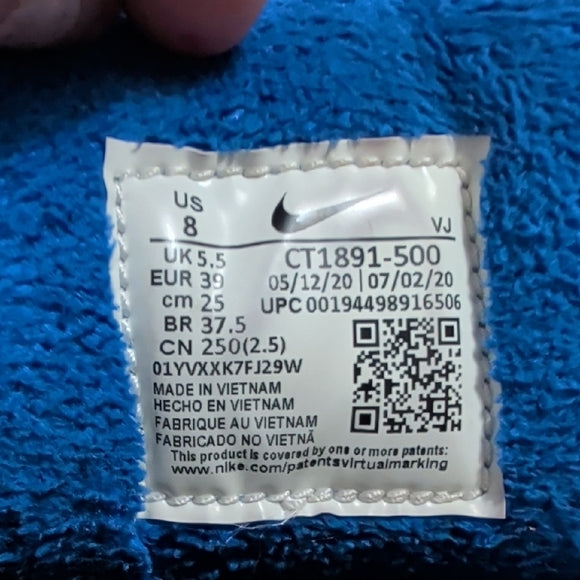 US
8
VJ
UK 5.5
EUR 39
cm 25
BR 37.5
CN 250(2.5)
CT1891-500
05/12/20 | 07/02/20
UPC 00194498916506
01YVXXK7FJ29W
MADE IN VIETNAM
HECHO EN VIETNAM
FABRIQUE AU VIETNAM
FABRICADO NO VIETNÃ
This product is covered by one or more patents:
www.nike.com/patentsvirtualmarking